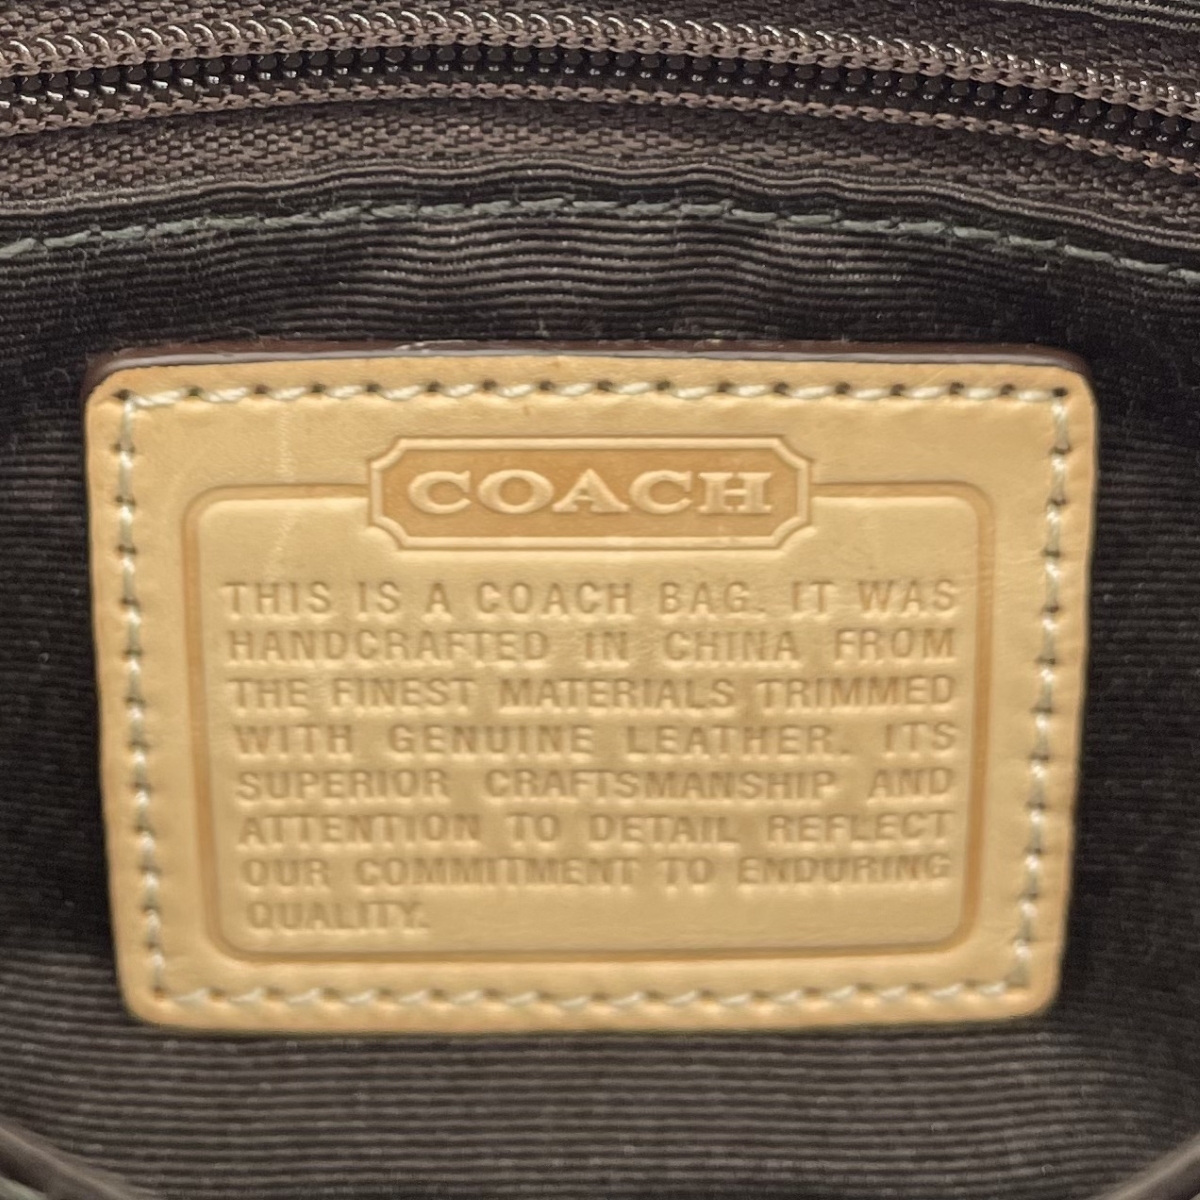 COACH
THIS IS A COACH BAG. IT WAS
HANDCRAFTED IN CHINA FROM
THE FINEST MATERIALS TRIMMED
WITH GENUINE LEATHER. ITS
SUPERIOR CRAFTSMANSHIP AND
ATTENTION TO DETAIL REFLECT
OUR COMMITMENT TO ENDURING
QUALITY.